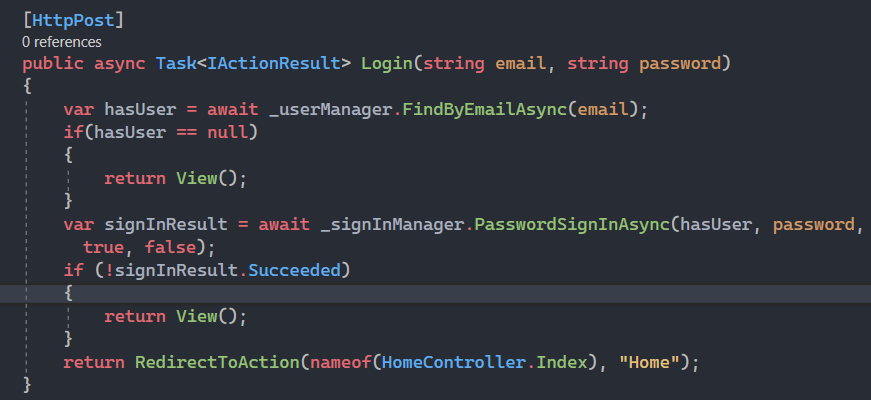 [HttpPost]
0 references
public async Task<IActionResult> Login(string email, string password)
{
var hasUser = await _userManager.FindByEmailAsync(email);
if(hasUser == null)
{
return View();
}
var signInResult = await _signInManager.PasswordSignInAsync(hasUser, password,
true, false);
if (!signInResult.Succeeded)
{
return View();
}
return RedirectToAction(nameof(HomeController.Index), "Home");
}